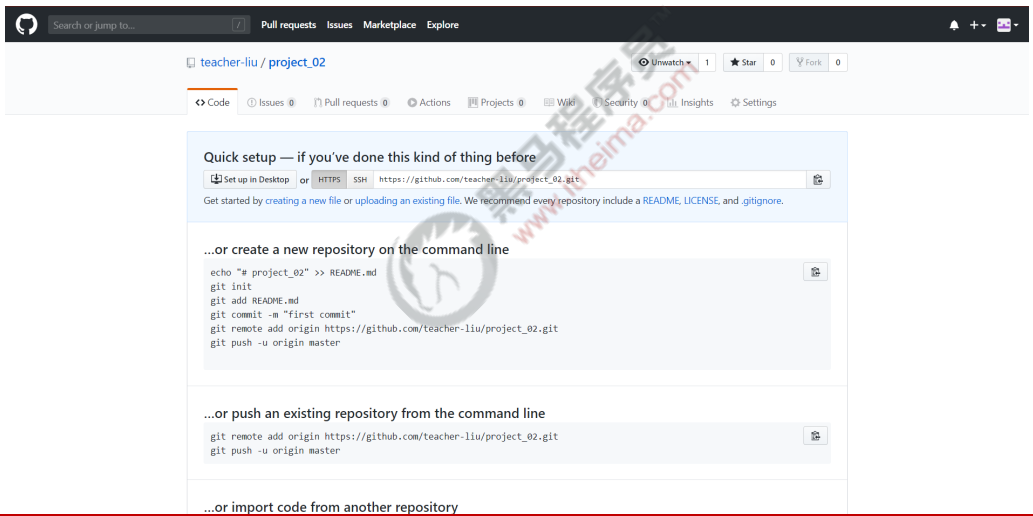 Search or jump to... / Pull requests Issues Marketplace Explore
teacher-liu / project_02 Unwatch 1 Star 0 Fork 0
Code Issues 0 Pull requests 0 Actions Projects 0 Wiki Security 0 Insights Settings
Quick setup — if you've done this kind of thing before
Set up in Desktop or HTTPS SSH https://github.com/teacher-liu/project_02.git
Get started by creating a new file or uploading an existing file. We recommend every repository include a README, LICENSE, and .gitignore.
…or create a new repository on the command line
echo "# project_02" >> README.md
git init
git add README.md
git commit -m "first commit"
git remote add origin https://github.com/teacher-liu/project_02.git
git push -u origin master
…or push an existing repository from the command line
git remote add origin https://github.com/teacher-liu/project_02.git
git push -u origin master
…or import code from another repository
黑马程序员 TM
www.itheima.com